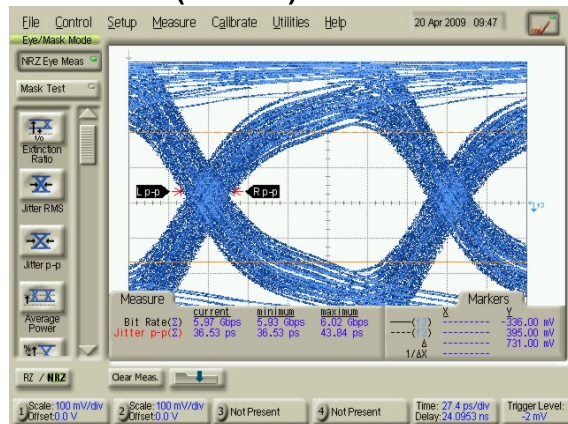 File Control Setup Measure Calibrate Utilities Help 20 Apr 2009 09:47
Eye/Mask Mode
NRZ Eye Meas
Mask Test
Extinction
Ratio
Jitter RMS
Jitter p-p
Average
Power
L p-p
R p-p
f3
Measure
current minimum maximum
Bit Rate(Σ) 5.97 Gbps 5.93 Gbps 6.02 Gbps
Jitter p-p(Σ) 36.53 ps 36.53 ps 43.84 ps
Markers
X Y
-336.00 mV
395.00 mV
Δ 731.00 mV
1/ΔX
RZ / NRZ
Clear Meas.
1 Scale: 100 mV/div
Offset:0.0 V
2 Scale: 100 mV/div
Offset:0.0 V
3 Not Present
4 Not Present
Time: 27.4 ps/div
Delay:24.0953 ns
Trigger Level:
-2 mV